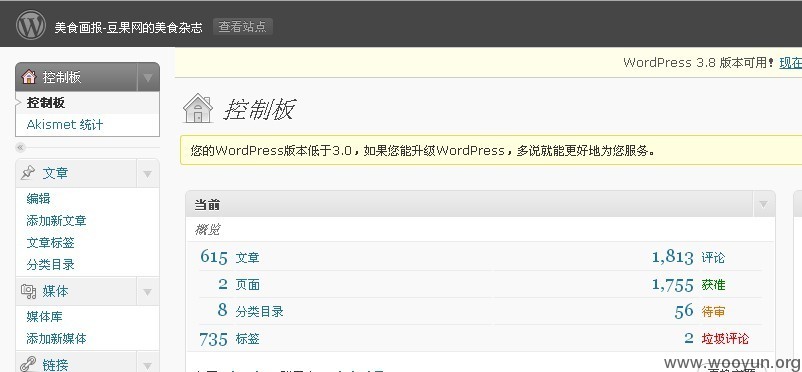 美食画报-豆果网的美食杂志 查看站点
WordPress 3.8 版本可用! 现在
控制板
控制板
Akismet 统计
文章
编辑
添加新文章
文章标签
分类目录
媒体
媒体库
添加新媒体
链接
控制板
您的WordPress版本低于3.0，如果您能升级WordPress，多说就能更好地为您服务。
当前
概览
615 文章 1,813 评论
2 页面 1,755 获准
8 分类目录 56 待审
735 标签 2 垃圾评论
www.wooyun.org